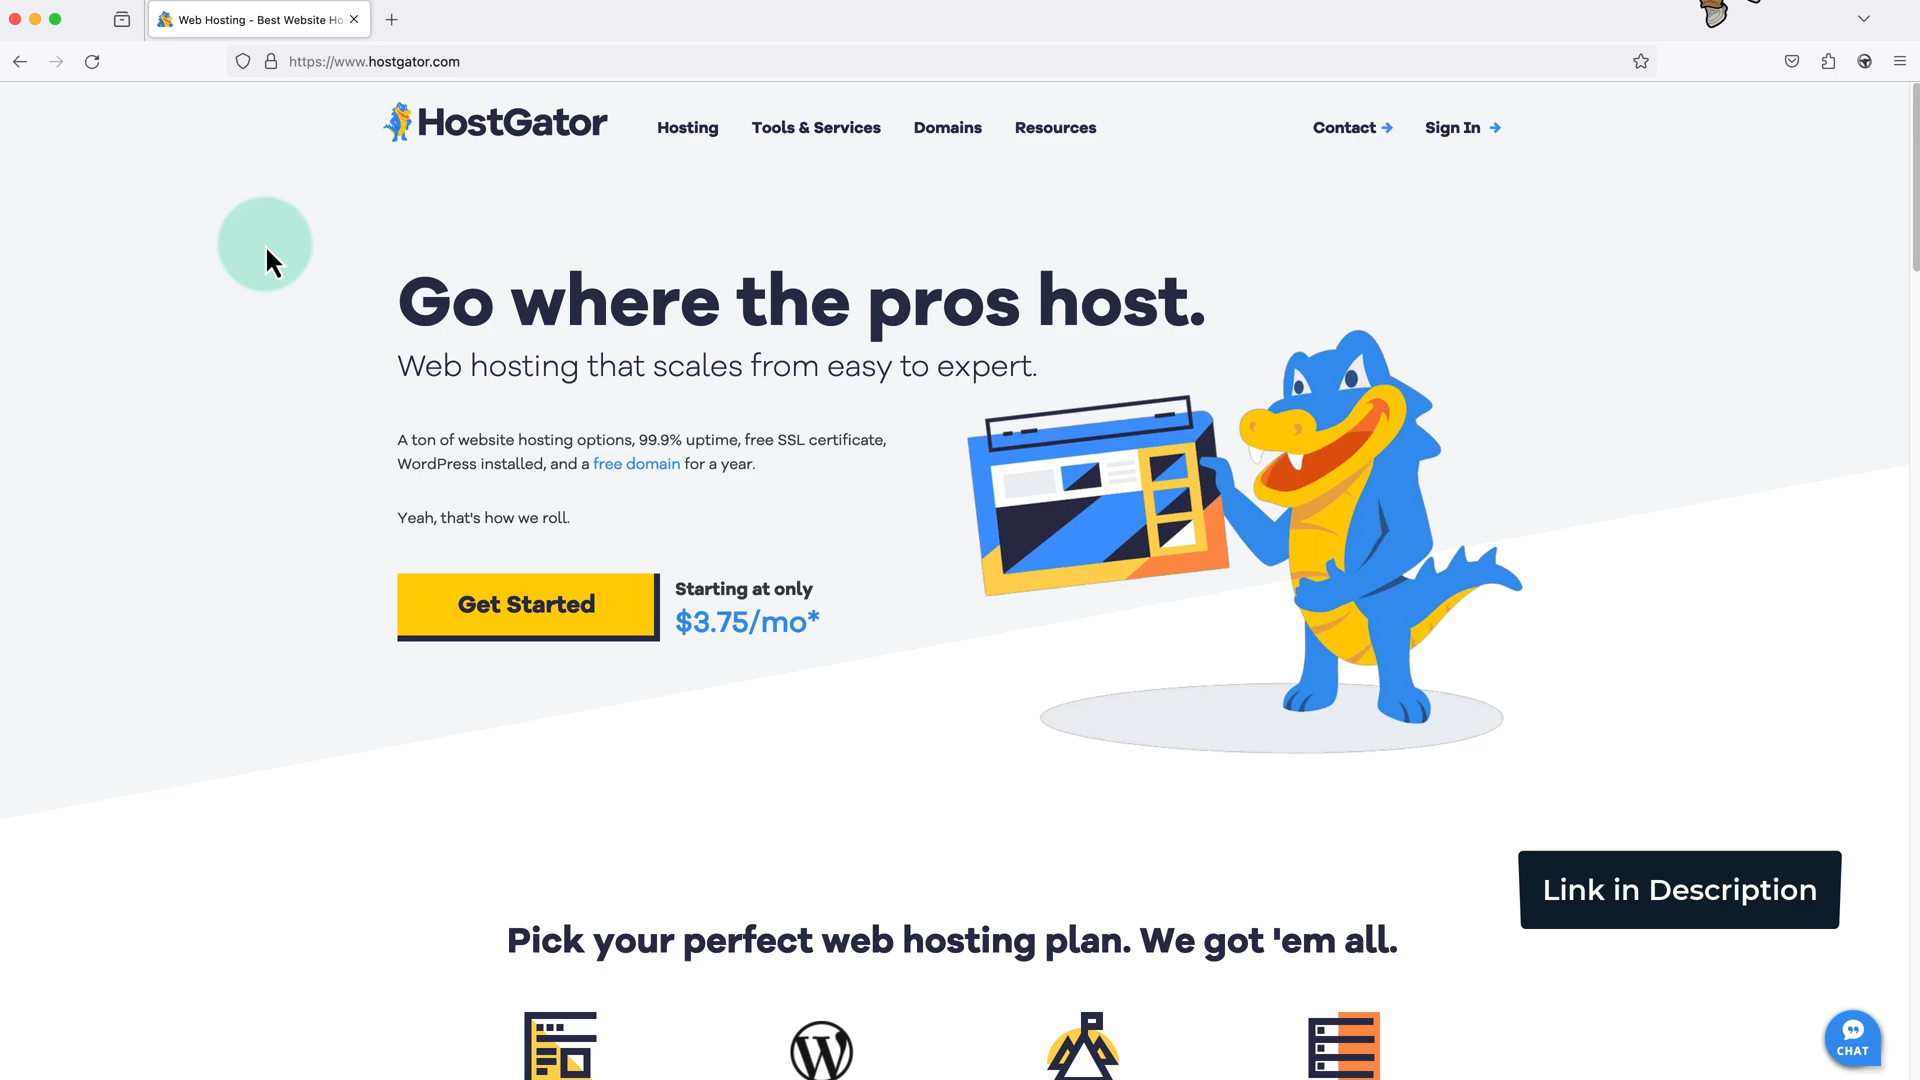 Web Hosting - Best Website Ho
https://www.hostgator.com
HostGator
Hosting
Tools & Services
Domains
Resources
Contact
Sign In
Go where the pros host.
Web hosting that scales from easy to expert.
A ton of website hosting options, 99.9% uptime, free SSL certificate,
WordPress installed, and a free domain for a year.
Yeah, that's how we roll.
Get Started
Starting at only
$3.75/mo*
Link in Description
Pick your perfect web hosting plan. We got 'em all.
CHAT